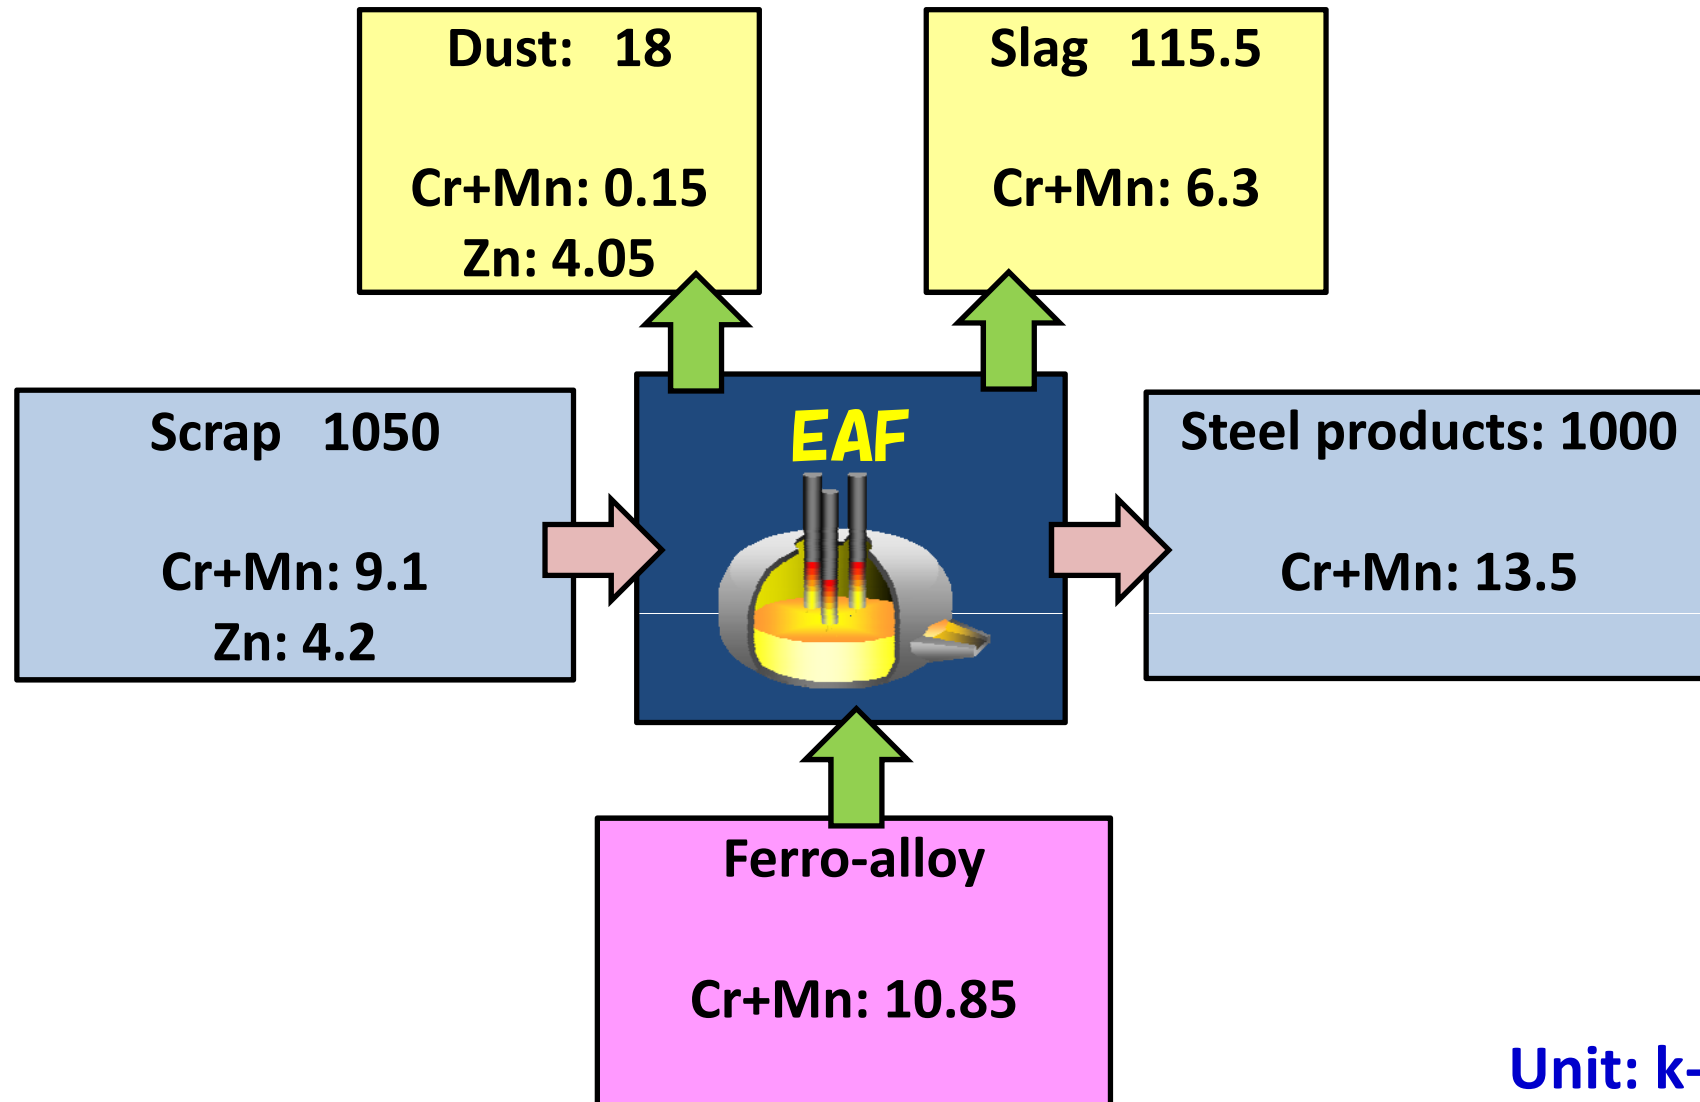 Dust: 18
Cr+Mn: 0.15
Zn: 4.05
Slag 115.5
Cr+Mn: 6.3
Scrap 1050
Cr+Mn: 9.1
Zn: 4.2
EAF
Steel products: 1000
Cr+Mn: 13.5
Ferro-alloy
Cr+Mn: 10.85
Unit: k-